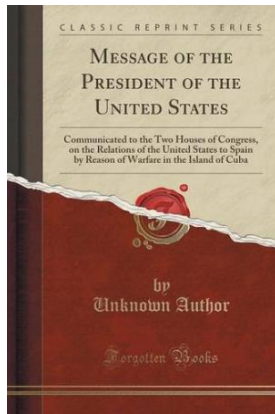 CLASSIC REPRINT SERIES
MESSAGE OF THE
PRESIDENT OF THE
UNITED STATES
Communicated to the Two Houses of Congress,
on the Relations of the United States to Spain
by Reason of Warfare in the Island of Cuba
F
by
Unknown Author
Forgotten Books